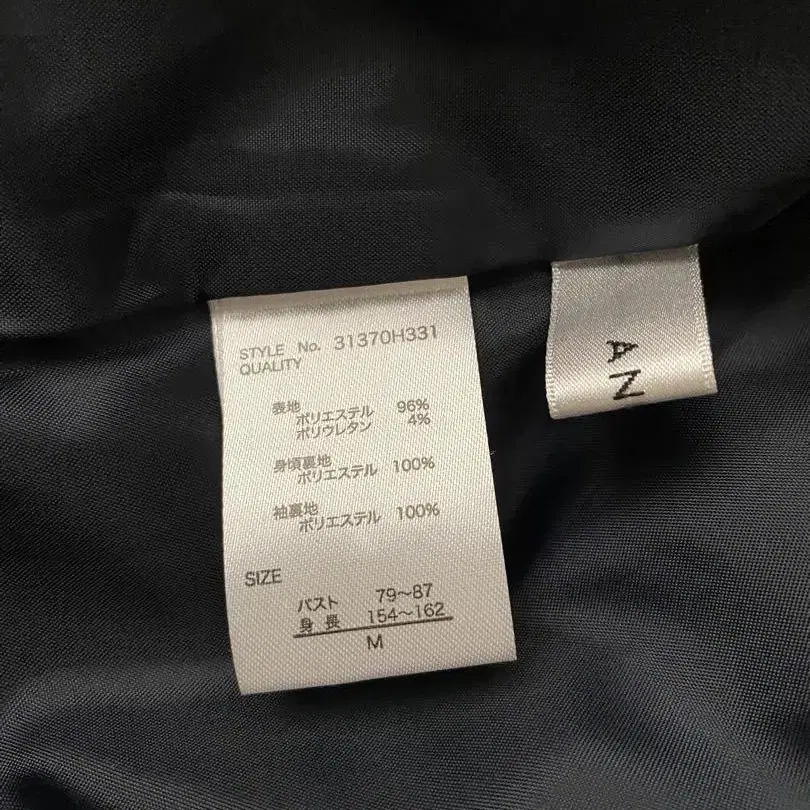 STYLE No. 31370H331
QUALITY
表地
ポリエステル 96%
ポリウレタン 4%
身頃裏地
ポリエステル 100%
袖裏地
ポリエステル 100%
SIZE
バスト 79~87
身長 154~162
M
AN